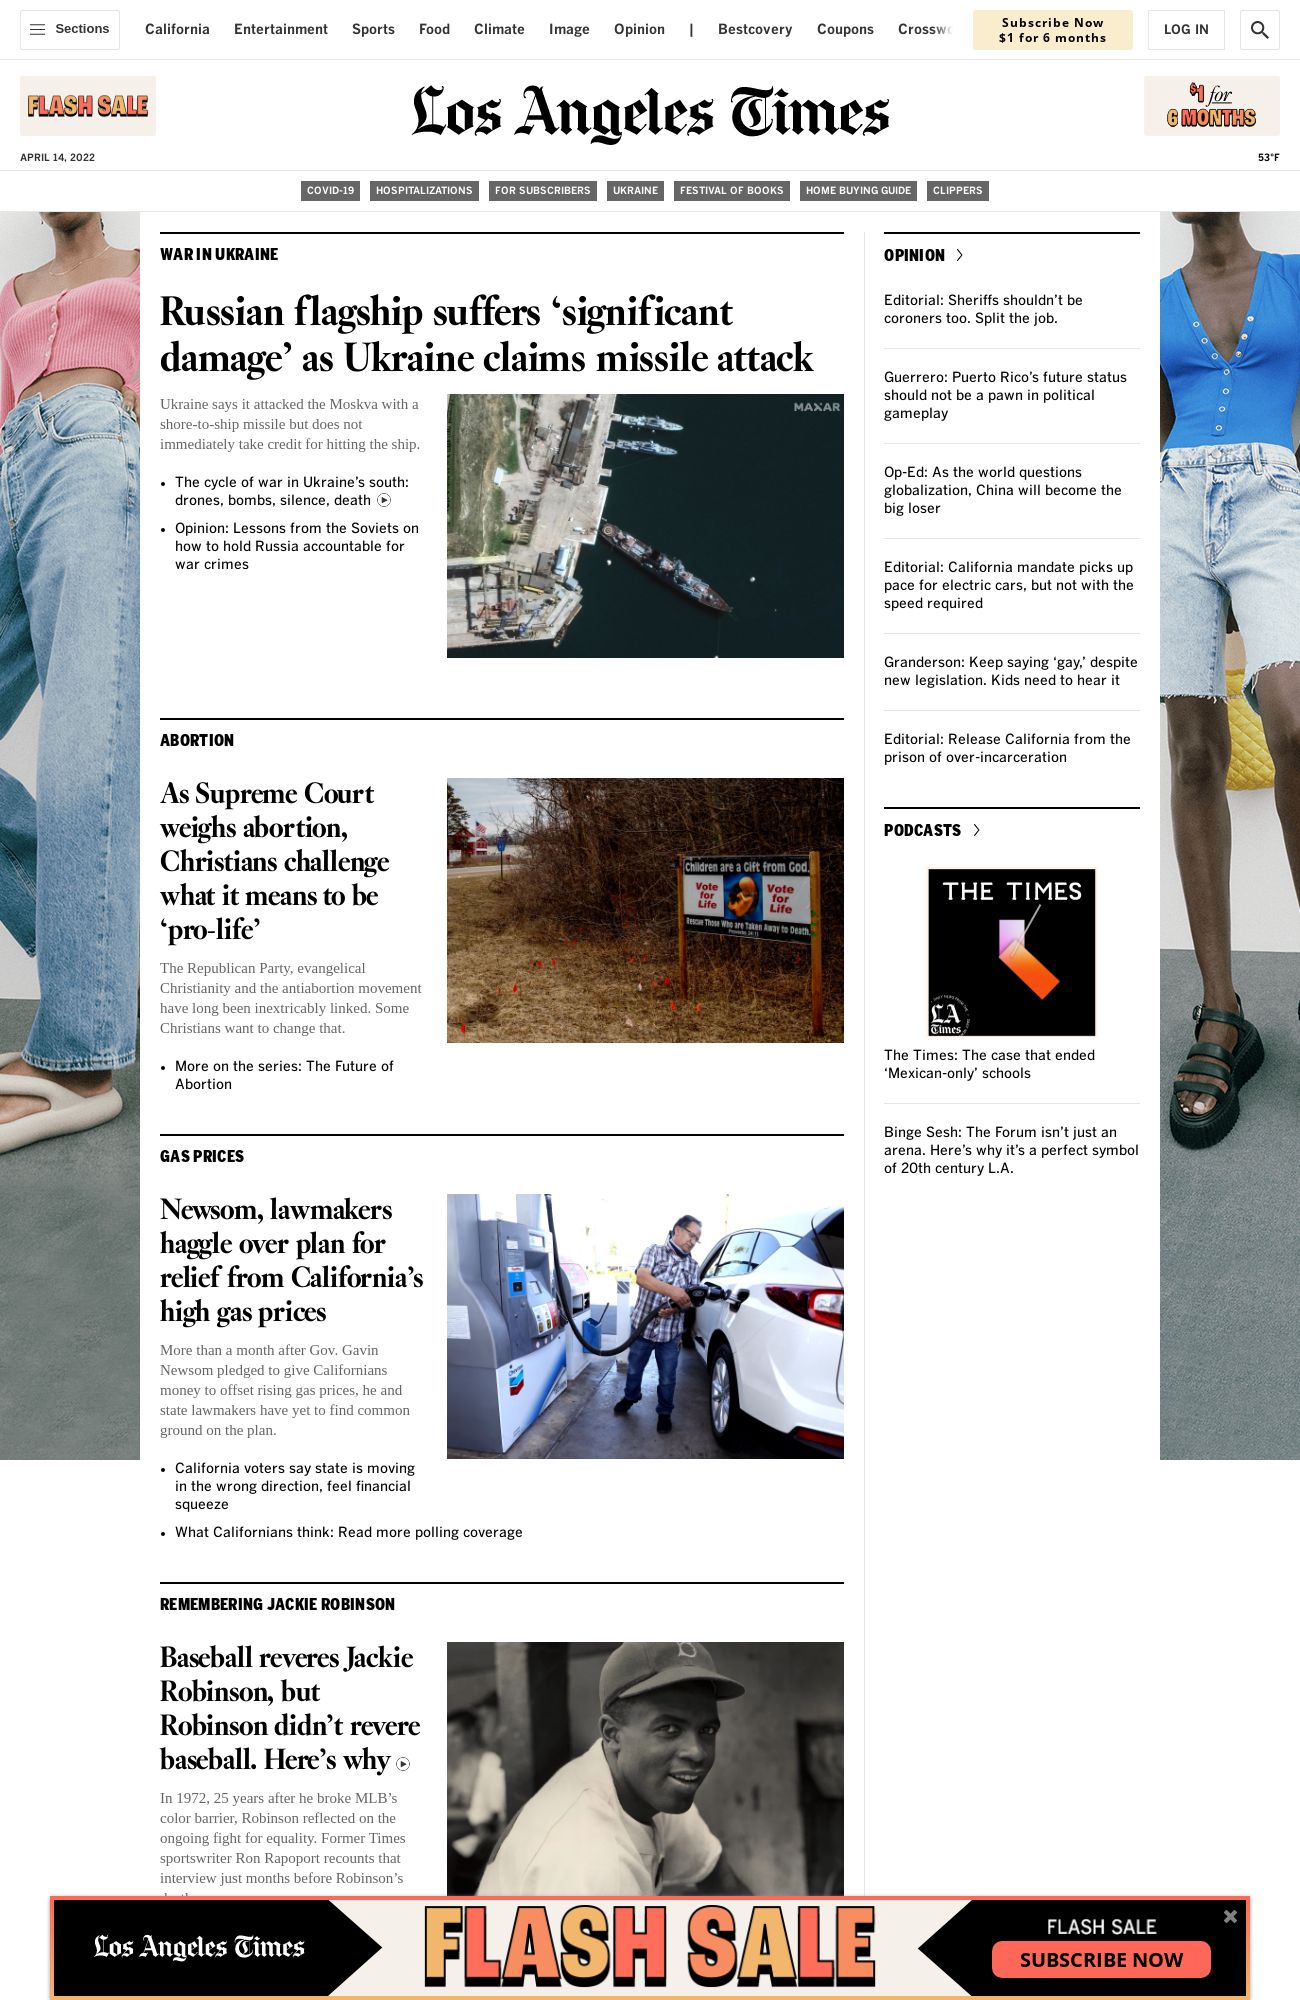 Sections
California
Entertainment
Sports
Food
Climate
Image
Opinion
|
Bestcovery
Coupons
Crosswo
Subscribe Now
$1 for 6 months
LOG IN
FLASH SALE
Los Angeles Times
$1 for
6 MONTHS
APRIL 14, 2022
53°F
COVID-19
HOSPITALIZATIONS
FOR SUBSCRIBERS
UKRAINE
FESTIVAL OF BOOKS
HOME BUYING GUIDE
CLIPPERS
WAR IN UKRAINE
Russian flagship suffers ‘significant
damage’ as Ukraine claims missile attack
Ukraine says it attacked the Moskva with a
shore-to-ship missile but does not
immediately take credit for hitting the ship.
• The cycle of war in Ukraine’s south:
drones, bombs, silence, death
• Opinion: Lessons from the Soviets on
how to hold Russia accountable for
war crimes
MAXAR
ABORTION
As Supreme Court
weighs abortion,
Christians challenge
what it means to be
‘pro-life’
The Republican Party, evangelical
Christianity and the antiabortion movement
have long been inextricably linked. Some
Christians want to change that.
• More on the series: The Future of
Abortion
Children are a Gift from God.
Vote
for
Life
Vote
for
Life
Rescue Those Who are Taken Away to Death.
GAS PRICES
Newsom, lawmakers
haggle over plan for
relief from California’s
high gas prices
More than a month after Gov. Gavin
Newsom pledged to give Californians
money to offset rising gas prices, he and
state lawmakers have yet to find common
ground on the plan.
• California voters say state is moving
in the wrong direction, feel financial
squeeze
• What Californians think: Read more polling coverage
Chevron
REMEMBERING JACKIE ROBINSON
Baseball reveres Jackie
Robinson, but
Robinson didn’t revere
baseball. Here’s why
In 1972, 25 years after he broke MLB’s
color barrier, Robinson reflected on the
ongoing fight for equality. Former Times
sportswriter Ron Rapoport recounts that
interview just months before Robinson’s
B
OPINION
Editorial: Sheriffs shouldn’t be
coroners too. Split the job.
Guerrero: Puerto Rico’s future status
should not be a pawn in political
gameplay
Op-Ed: As the world questions
globalization, China will become the
big loser
Editorial: California mandate picks up
pace for electric cars, but not with the
speed required
Granderson: Keep saying ‘gay,’ despite
new legislation. Kids need to hear it
Editorial: Release California from the
prison of over-incarceration
PODCASTS
THE TIMES
LA
Times
The Times: The case that ended
‘Mexican-only’ schools
Binge Sesh: The Forum isn’t just an
arena. Here’s why it’s a perfect symbol
of 20th century L.A.
Los Angeles Times
FLASH SALE
FLASH SALE
SUBSCRIBE NOW